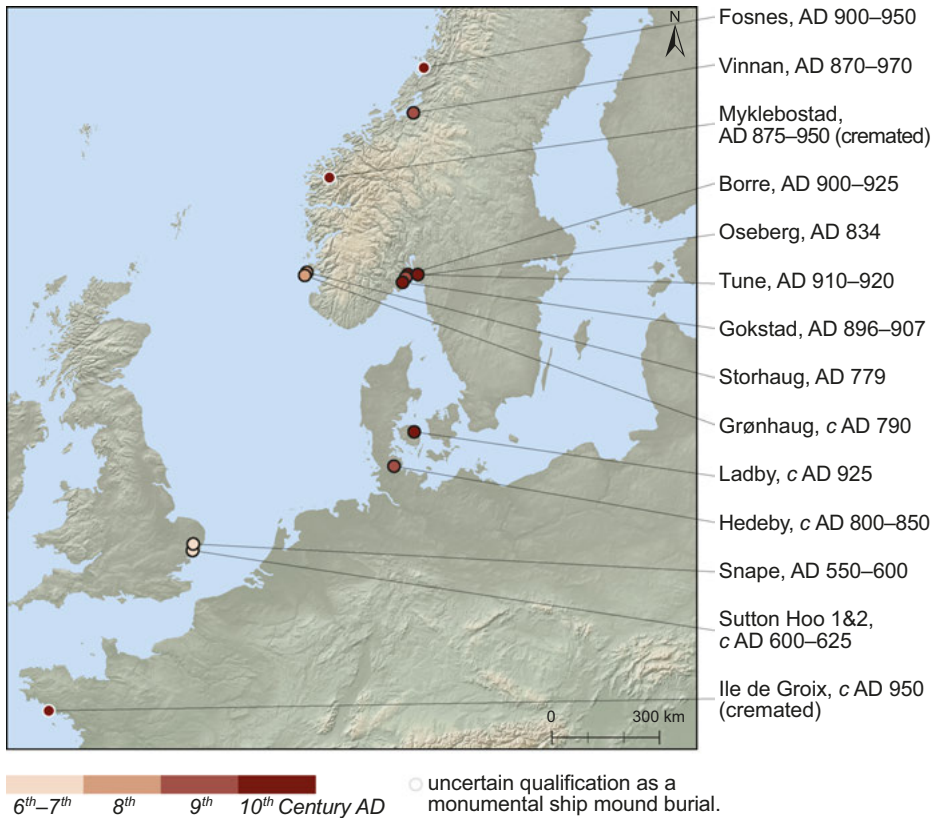 N
Fosnes, AD 900–950
Vinnan, AD 870–970
Myklebostad,
AD 875–950 (cremated)
Borre, AD 900–925
Oseberg, AD 834
Tune, AD 910–920
Gokstad, AD 896–907
Storhaug, AD 779
Grønhaug, c AD 790
Ladby, c AD 925
Hedeby, c AD 800–850
Snape, AD 550–600
Sutton Hoo 1&2,
c AD 600–625
Ile de Groix, c AD 950
(cremated)
0 300 km
6th–7th 8th 9th 10th Century AD
uncertain qualification as a
monumental ship mound burial.